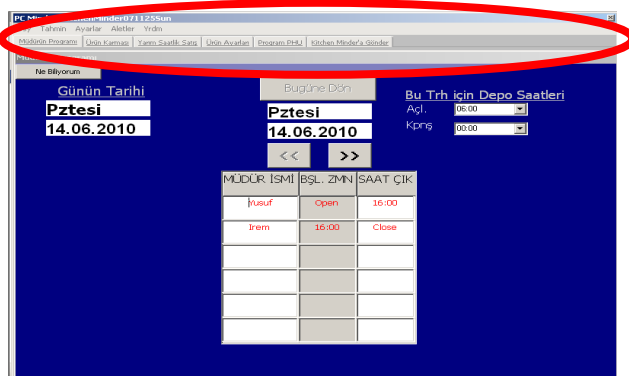 Tahmin Ayarlar Aletler Yrdm
Müdürün Programı Ürün Karması Yarım Saatlik Satış Ürün Ayarları Program PHU Kitchen Minder'a Gönder
Ne Biliyorum
Günün Tarihi
Pztesi
14.06.2010
Bugüne Dön
Pztesi
14.06.2010
<< >>
Bu Trh için Depo Saatleri
Açl. 06:00
Kpnş 00:00
MÜDÜR İSMİ BŞL. ZMN SAAT ÇIK
Yusuf Open 16:00
Irem 16:00 Close